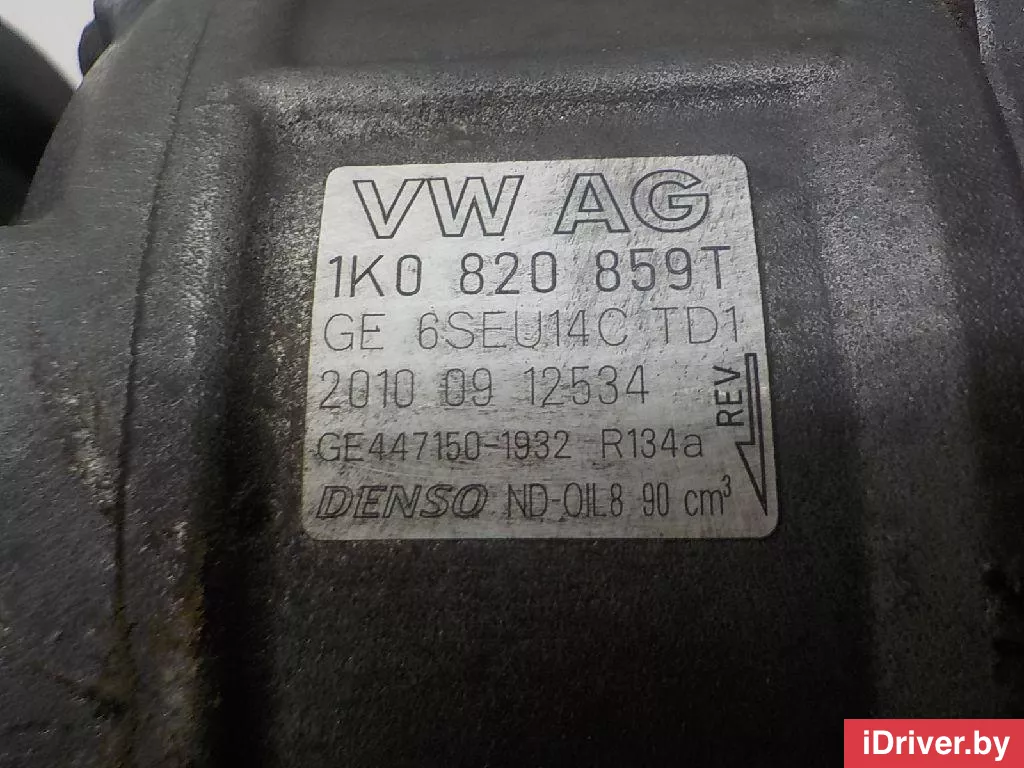 VW AG
1K0 820 859T
GE 6SEU14C TD1
2010 09 12534
REV
GE447150-1932 R134a
DENSO ND-OIL8 90 cm³
iDriver.by